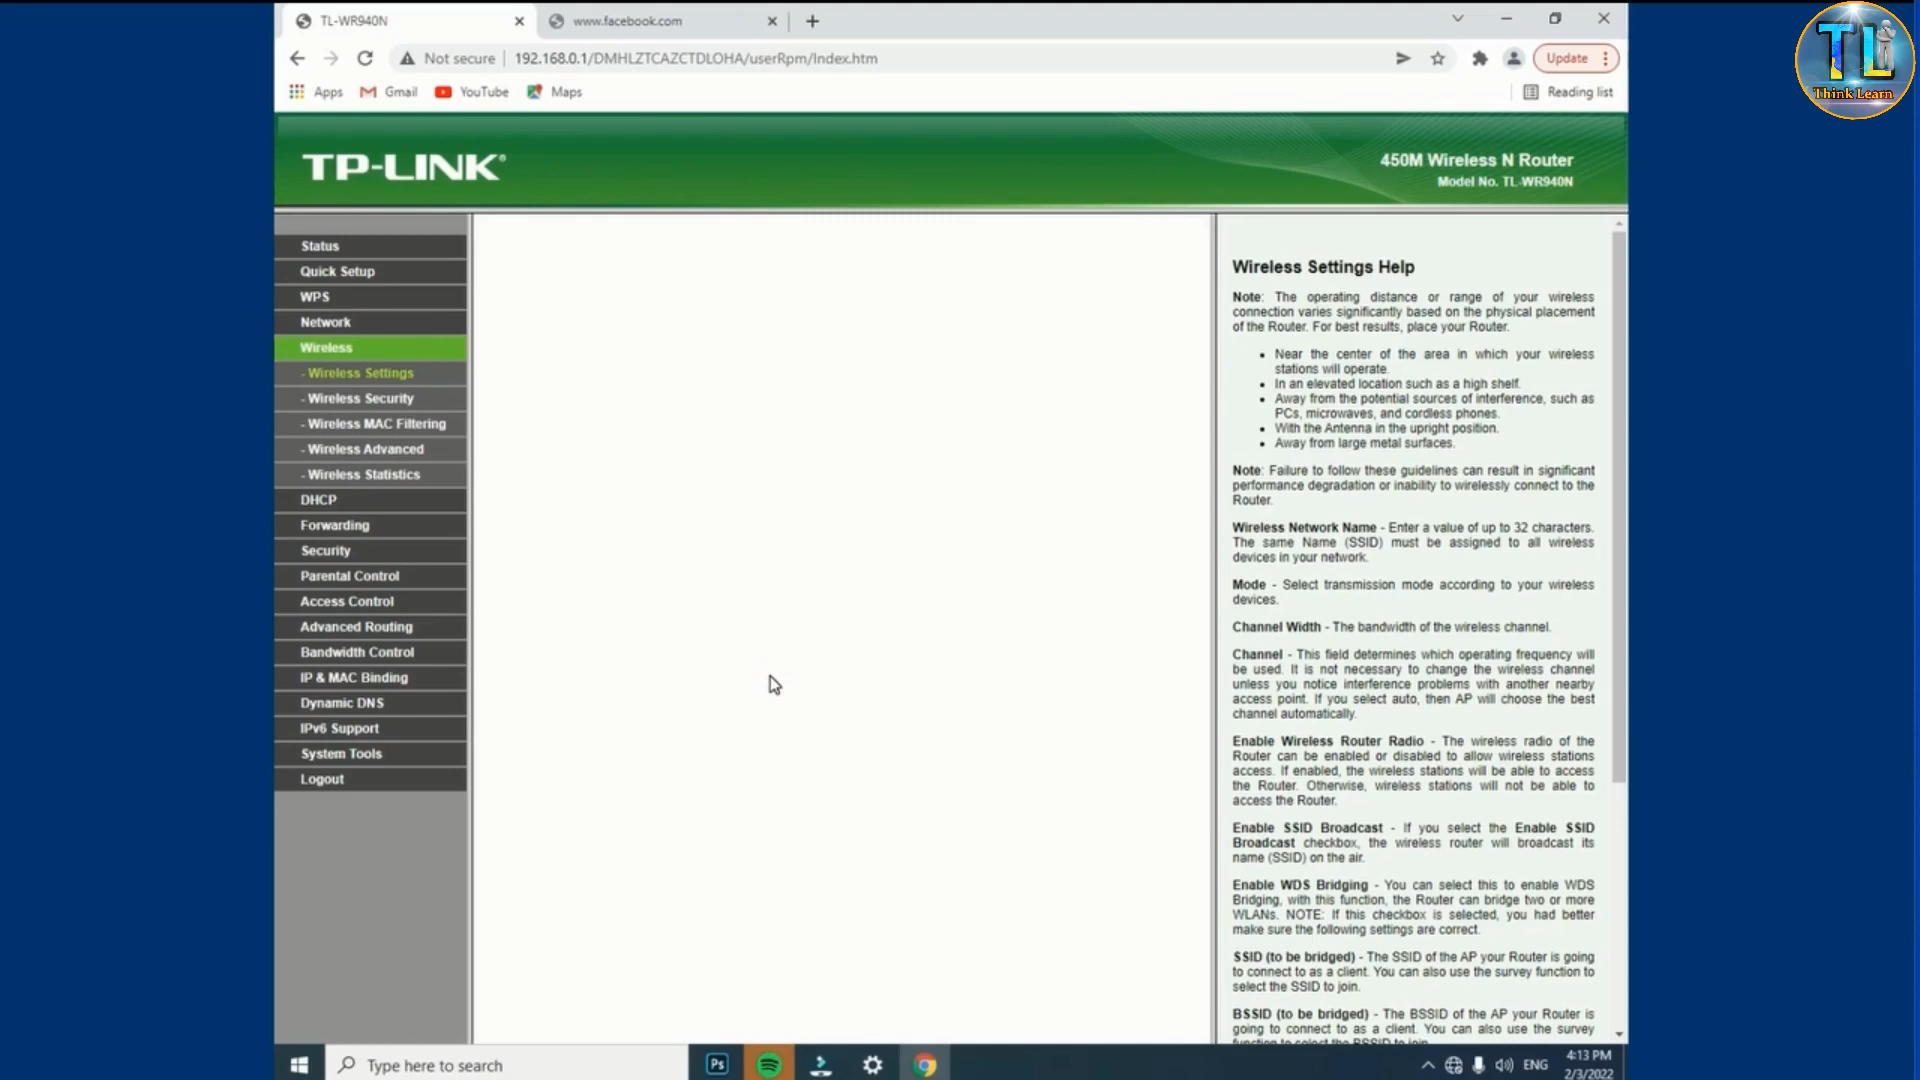 TL-WR940N
www.facebook.com
Not secure
192.168.0.1/DMHLZTCAZCTDLOHA/userRpm/Index.htm
Update
Apps
Gmail
YouTube
Maps
Reading list
TL
Think Learn
TP-LINK®
450M Wireless N Router
Model No. TL-WR940N
Status
Quick Setup
WPS
Network
Wireless
- Wireless Settings
- Wireless Security
- Wireless MAC Filtering
- Wireless Advanced
- Wireless Statistics
DHCP
Forwarding
Security
Parental Control
Access Control
Advanced Routing
Bandwidth Control
IP & MAC Binding
Dynamic DNS
IPv6 Support
System Tools
Logout
Wireless Settings Help
Note: The operating distance or range of your wireless
connection varies significantly based on the physical placement
of the Router. For best results, place your Router.
• Near the center of the area in which your wireless
stations will operate.
• In an elevated location such as a high shelf.
• Away from the potential sources of interference, such as
PCs, microwaves, and cordless phones.
• With the Antenna in the upright position.
• Away from large metal surfaces.
Note: Failure to follow these guidelines can result in significant
performance degradation or inability to wirelessly connect to the
Router.
Wireless Network Name - Enter a value of up to 32 characters.
The same Name (SSID) must be assigned to all wireless
devices in your network.
Mode - Select transmission mode according to your wireless
devices.
Channel Width - The bandwidth of the wireless channel.
Channel - This field determines which operating frequency will
be used. It is not necessary to change the wireless channel
unless you notice interference problems with another nearby
access point. If you select auto, then AP will choose the best
channel automatically.
Enable Wireless Router Radio - The wireless radio of the
Router can be enabled or disabled to allow wireless stations
access. If enabled, the wireless stations will be able to access
the Router. Otherwise, wireless stations will not be able to
access the Router.
Enable SSID Broadcast - If you select the Enable SSID
Broadcast checkbox, the wireless router will broadcast its
name (SSID) on the air.
Enable WDS Bridging - You can select this to enable WDS
Bridging, with this function, the Router can bridge two or more
WLANs. NOTE: If this checkbox is selected, you had better
make sure the following settings are correct.
SSID (to be bridged) - The SSID of the AP your Router is going
to connect to as a client. You can also use the survey function to
select the SSID to join.
BSSID (to be bridged) - The BSSID of the AP your Router is
going to connect to as a client. You can also use the survey
function to select the BSSID to join.
Type here to search
Ps
ENG
4:13 PM
2/3/2022